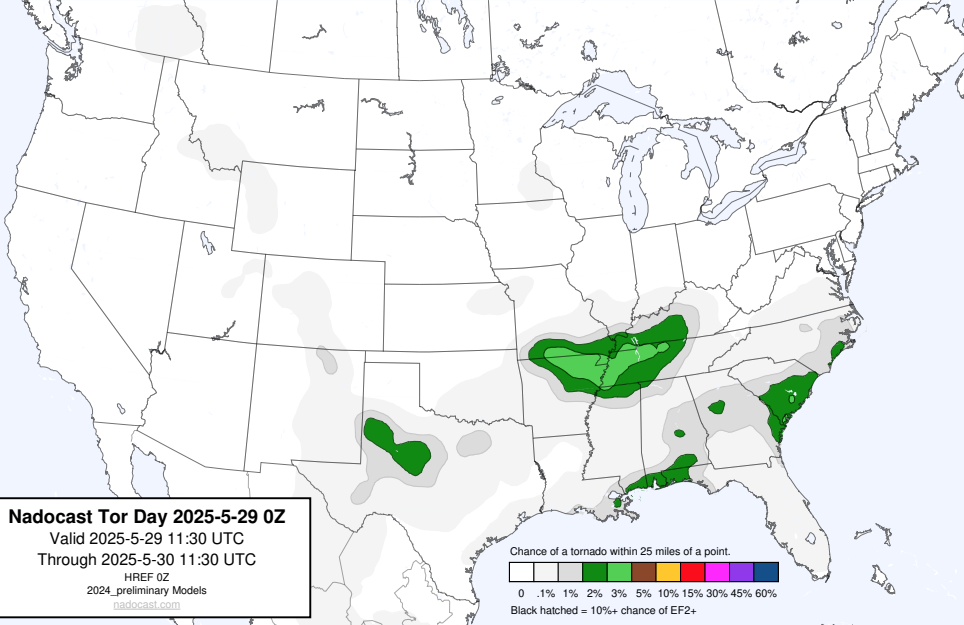 Nadocast Tor Day 2025-5-29 0Z
Valid 2025-5-29 11:30 UTC
Through 2025-5-30 11:30 UTC
HREF 0Z
2024_preliminary Models
nadocast.com
Chance of a tornado within 25 miles of a point.
0 .1% 1% 2% 3% 5% 10% 15% 30% 45% 60%
Black hatched = 10%+ chance of EF2+